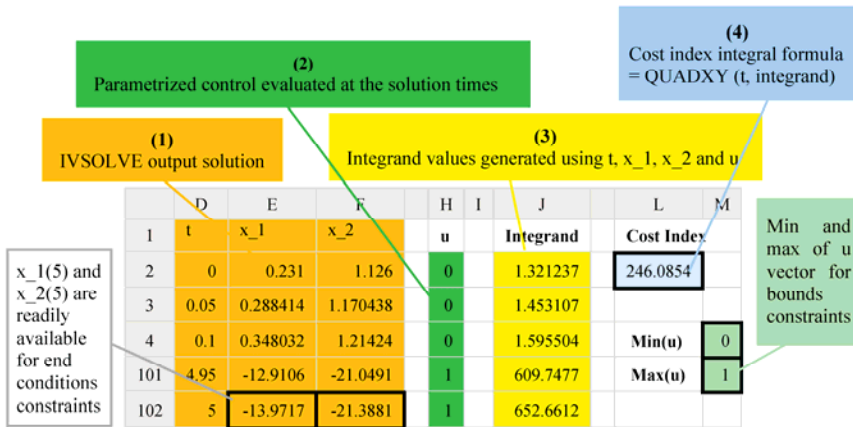 (4)
Cost index integral formula
= QUADXY (t, integrand)
(2)
Parametrized control evaluated at the solution times
(1)
IVSOLVE output solution
(3)
Integrand values generated using t, x_1, x_2 and u
D E F H I J L M
1 t x_1 x_2 u Integrand Cost Index
2 0 0.231 1.126 0 1.321237 246.0854
3 0.05 0.288414 1.170438 0 1.453107
4 0.1 0.348032 1.21424 0 1.595504 Min(u) 0
101 4.95 -12.9106 -21.0491 1 609.7477 Max(u) 1
102 5 -13.9717 -21.3881 1 652.6612
x_1(5) and
x_2(5) are
readily
available
for end
conditions
constraints
Min and
max of u
vector for
bounds
constraints